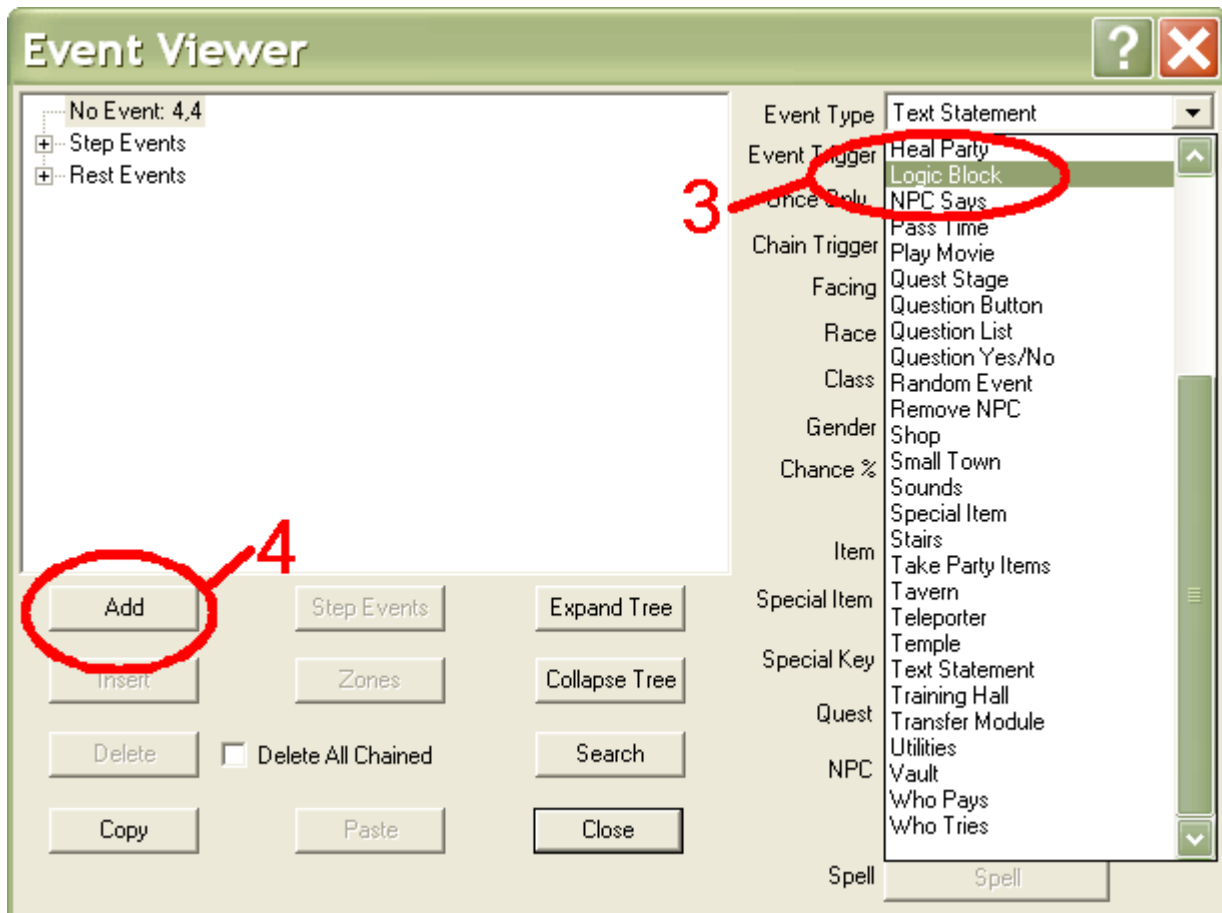 Event Viewer
?
No Event: 4,4
Step Events
Rest Events
Event Type Text Statement
Event Trigger Heal Party
Logic Block
3
Once Only NPC Says
Pass Time
Chain Trigger Play Movie
Facing Quest Stage
Question Button
Race Question List
Question Yes/No
Class Random Event
Remove NPC
Gender Shop
Chance % Small Town
Sounds
Special Item
4
Item Stairs
Take Party Items
Add Step Events Expand Tree Special Item Tavern
Teleporter
Temple
Insert Zones Collapse Tree Special Key Text Statement
Training Hall
Quest Transfer Module
Delete Delete All Chained Search Utilities
NPC Vault
Who Pays
Copy Paste Close Who Tries
Spell Spell